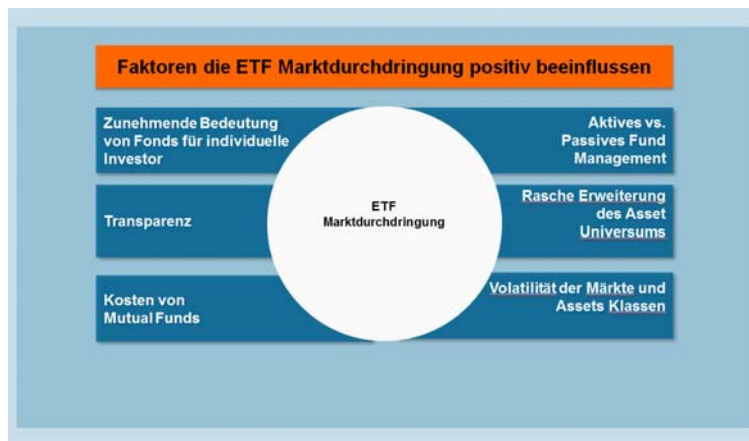 Faktoren die ETF Marktdurchdringung positiv beeinflussen
Zunehmende Bedeutung
von Fonds für individuelle
Investor
Aktives vs.
Passives Fund
Management
ETF
Marktdurchdringung
Transparenz
Rasche Erweiterung
des Asset
Universums
Kosten von
Mutual Funds
Volatilität der Märkte und
Assets Klassen